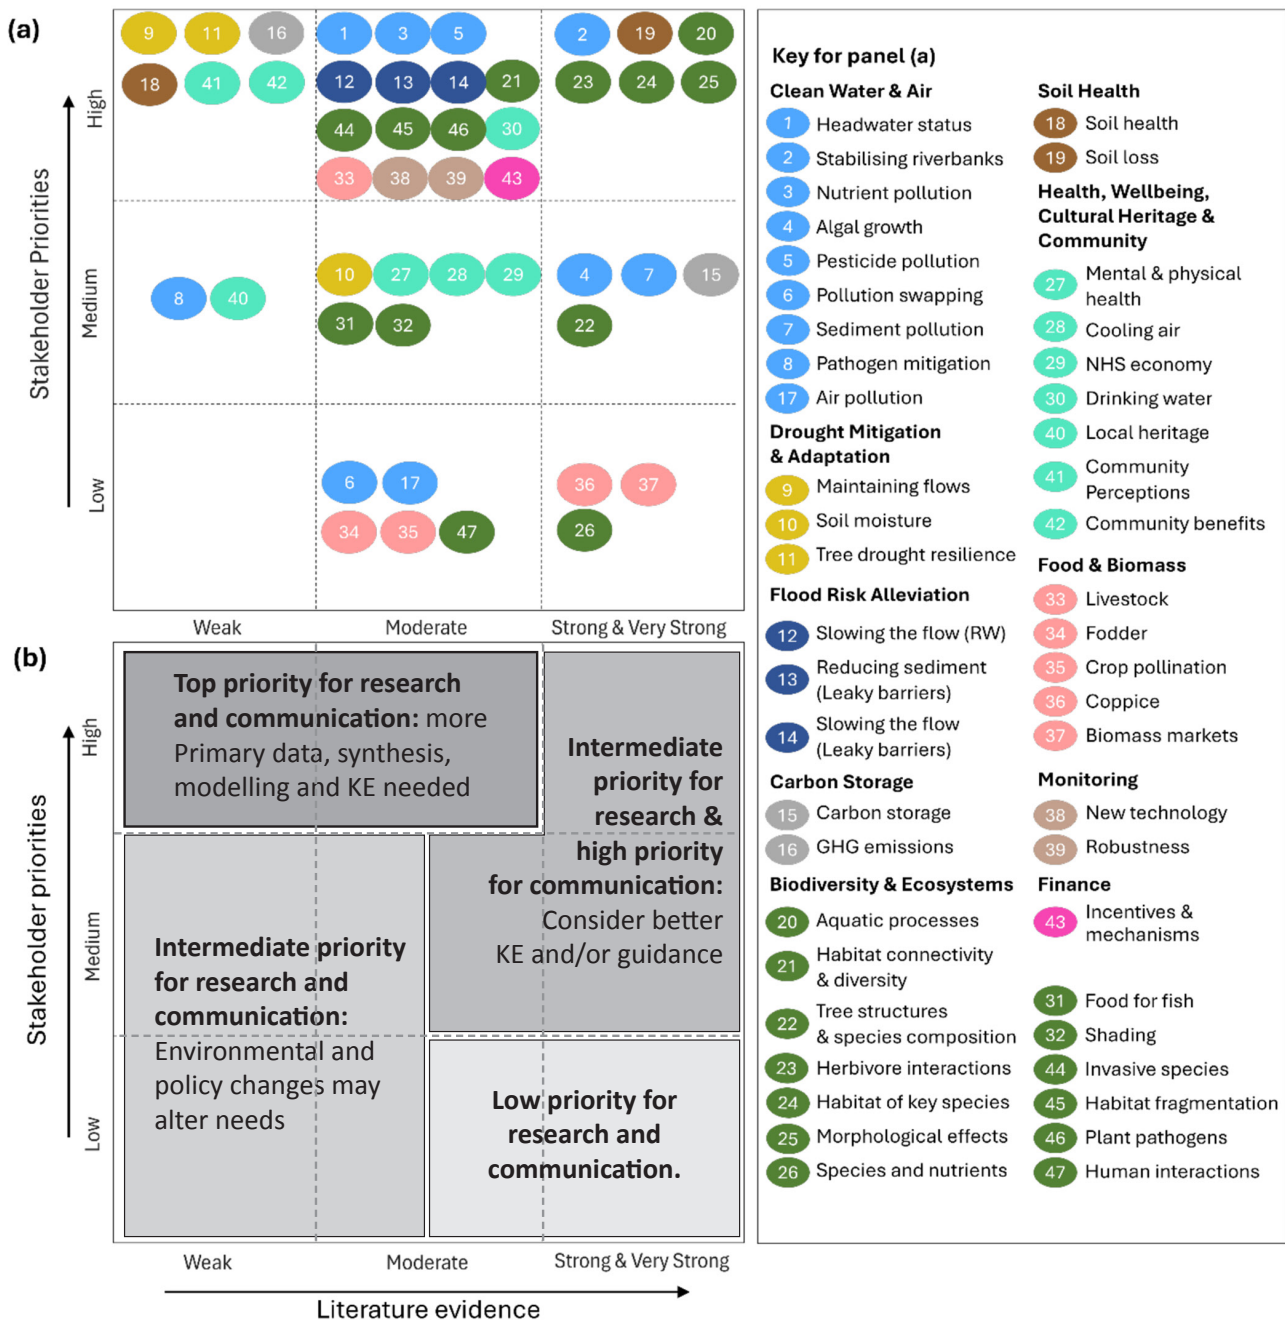 (a)
Stakeholder Priorities
High
Medium
Low
9 11 16
18 41 42
1 3 5
12 13 14 21
44 45 46 30
33 38 39 43
2 19 20
23 24 25
8 40
10 27 28 29
31 32
4 7 15
22
6 17
34 35 47
36 37
26
Weak Moderate Strong & Very Strong
(b)
Stakeholder priorities
High
Medium
Low
Top priority for research
and communication: more
Primary data, synthesis,
modelling and KE needed
Intermediate
priority for
research &
high priority
for communication:
Consider better
KE and/or guidance
Intermediate priority
for research and
communication:
Environmental and
policy changes may
alter needs
Low priority for
research and
communication.
Weak Moderate Strong & Very Strong
Literature evidence
Key for panel (a)
Clean Water & Air
1 Headwater status
2 Stabilising riverbanks
3 Nutrient pollution
4 Algal growth
5 Pesticide pollution
6 Pollution swapping
7 Sediment pollution
8 Pathogen mitigation
17 Air pollution
Drought Mitigation
& Adaptation
9 Maintaining flows
10 Soil moisture
11 Tree drought resilience
Flood Risk Alleviation
12 Slowing the flow (RW)
13 Reducing sediment
(Leaky barriers)
14 Slowing the flow
(Leaky barriers)
Carbon Storage
15 Carbon storage
16 GHG emissions
Biodiversity & Ecosystems
20 Aquatic processes
21 Habitat connectivity
& diversity
22 Tree structures
& species composition
23 Herbivore interactions
24 Habitat of key species
25 Morphological effects
26 Species and nutrients
Soil Health
18 Soil health
19 Soil loss
Health, Wellbeing,
Cultural Heritage &
Community
27 Mental & physical
health
28 Cooling air
29 NHS economy
30 Drinking water
40 Local heritage
41 Community
Perceptions
42 Community benefits
Food & Biomass
33 Livestock
34 Fodder
35 Crop pollination
36 Coppice
37 Biomass markets
Monitoring
38 New technology
39 Robustness
Finance
43 Incentives &
mechanisms
31 Food for fish
32 Shading
44 Invasive species
45 Habitat fragmentation
46 Plant pathogens
47 Human interactions